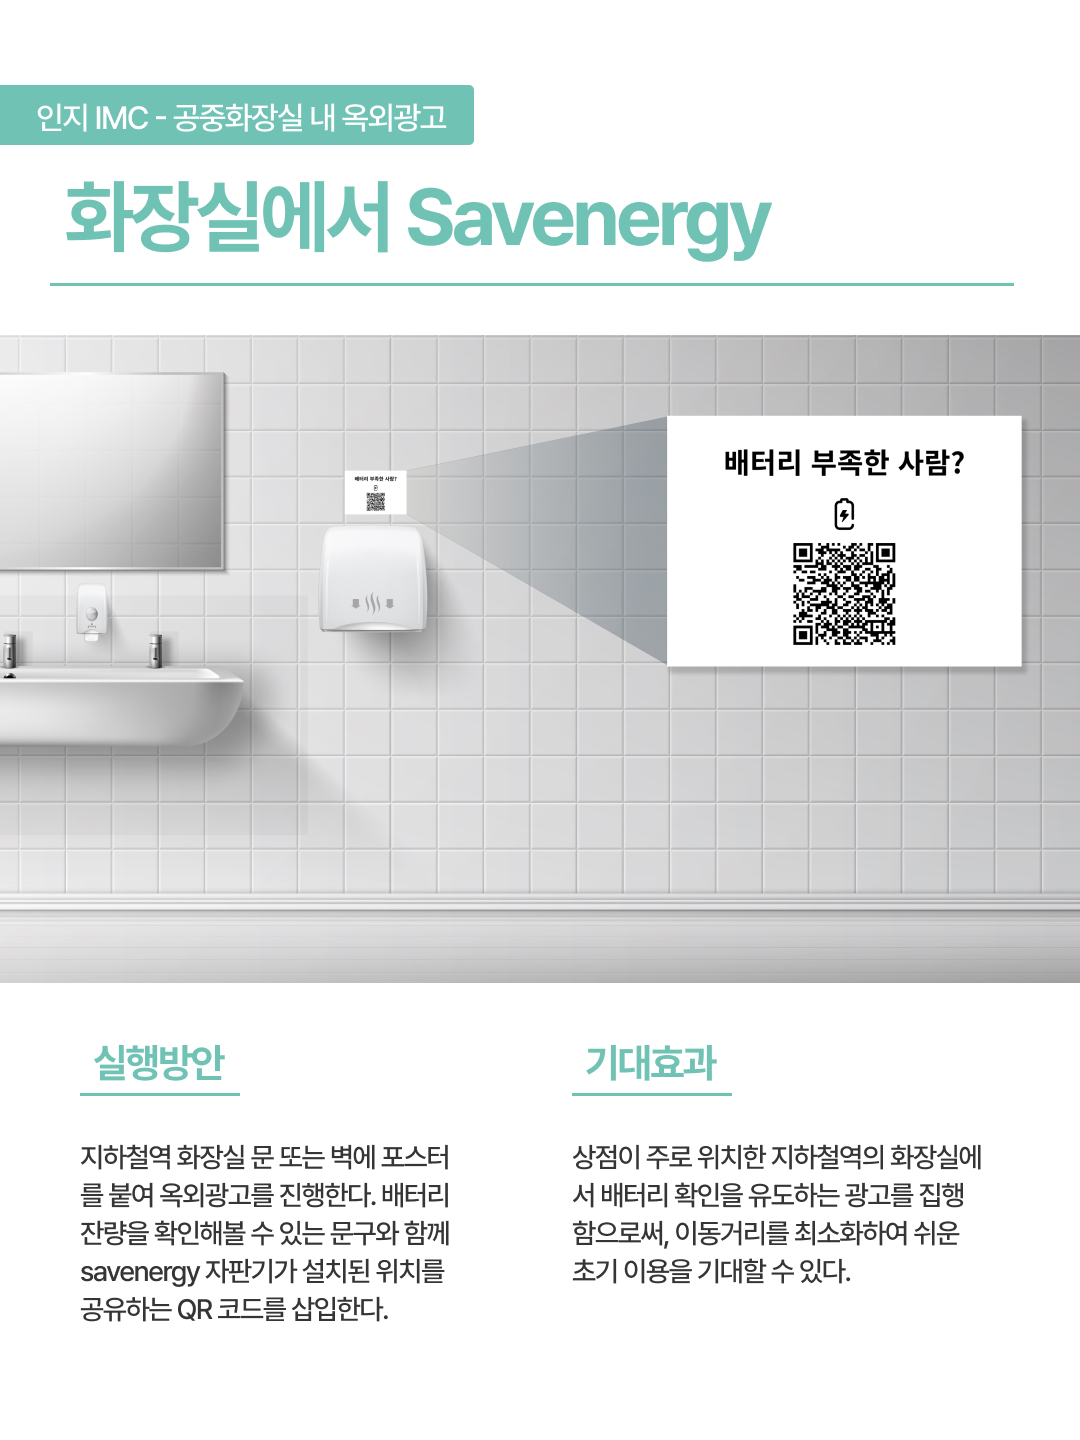 인지 IMC - 공중화장실 내 옥외광고
화장실에서 Savenergy
배터리 부족한 사람?
배터리 부족한 사람?
실행방안
지하철역 화장실 문 또는 벽에 포스터
를 붙여 옥외광고를 진행한다. 배터리
잔량을 확인해볼 수 있는 문구와 함께
savenergy 자판기가 설치된 위치를
공유하는 QR 코드를 삽입한다.
기대효과
상점이 주로 위치한 지하철역의 화장실에
서 배터리 확인을 유도하는 광고를 집행
함으로써, 이동거리를 최소화하여 쉬운
초기 이용을 기대할 수 있다.